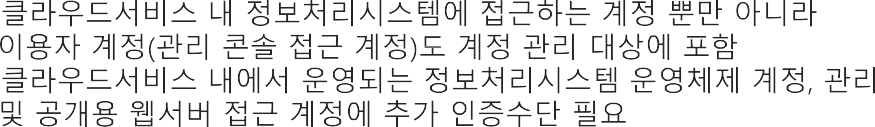 클라우드서비스 내 정보처리시스템에 접근하는 계정 뿐만 아니라
이용자 계정(관리 콘솔 접근 계정)도 계정 관리 대상에 포함
클라우드서비스 내에서 운영되는 정보처리시스템 운영체제 계정, 관리
및 공개용 웹서버 접근 계정에 추가 인증수단 필요